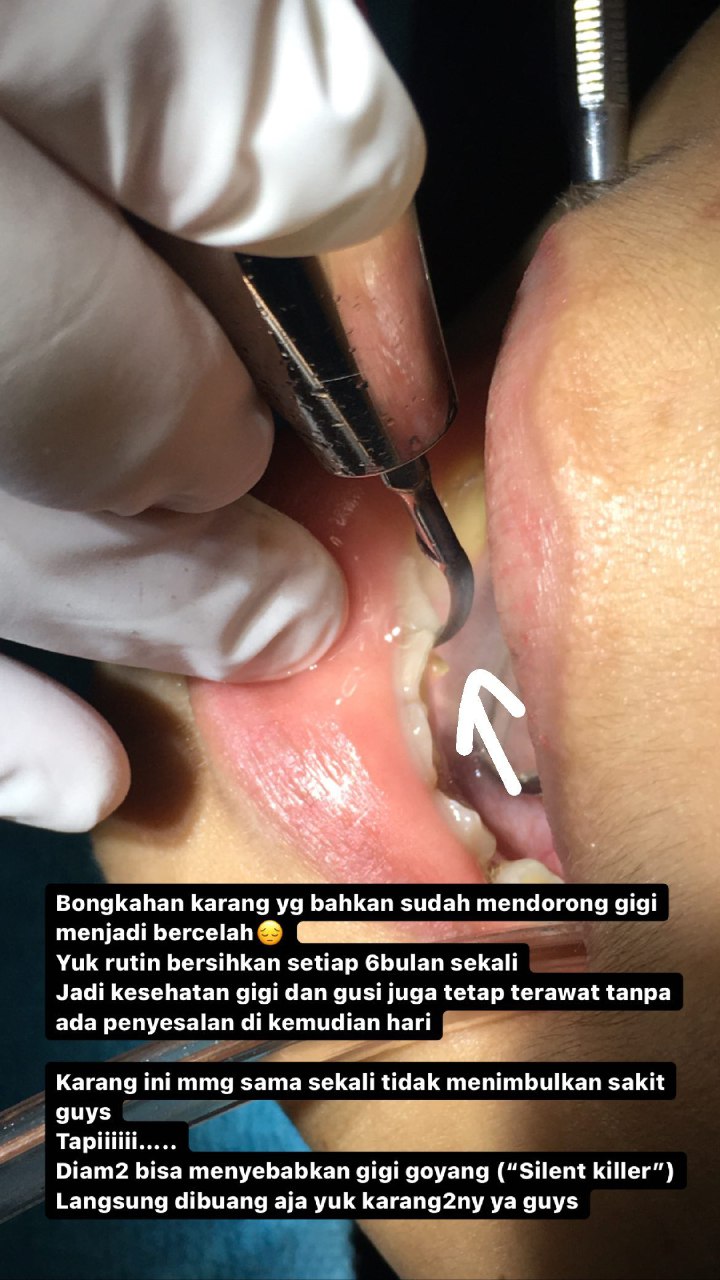 Bongkahan karang yg bahkan sudah mendorong gigi
menjadi bercelah😔
Yuk rutin bersihkan setiap 6bulan sekali
Jadi kesehatan gigi dan gusi juga tetap terawat tanpa
ada penyesalan di kemudian hari
Karang ini mmg sama sekali tidak menimbulkan sakit
guys
Tapiiiiii.....
Diam2 bisa menyebabkan gigi goyang (“Silent killer”)
Langsung dibuang aja yuk karang2ny ya guys